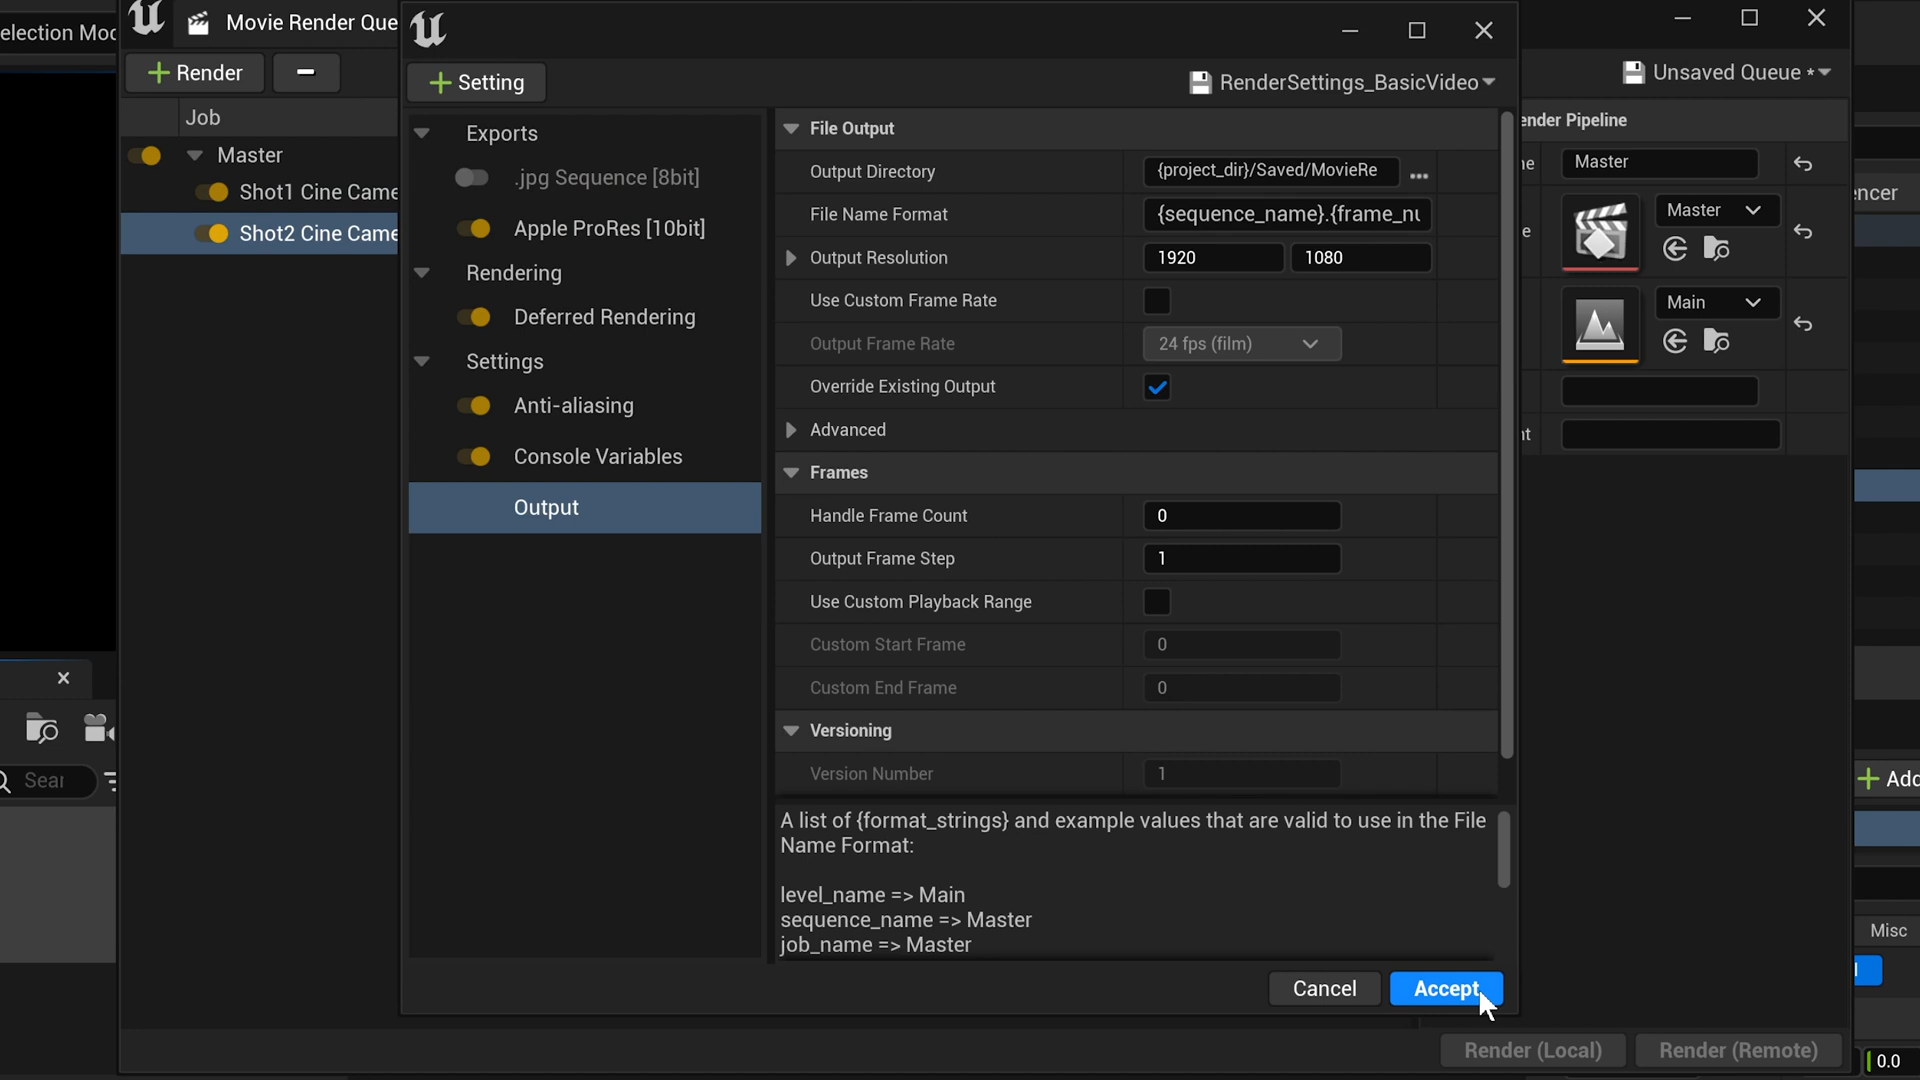 election Moc
Movie Render Que
Render
Job
Master
Shot1 Cine Came
Shot2 Cine Came
Sear
Setting
RenderSettings_BasicVideo
Exports
.jpg Sequence [8bit]
Apple ProRes [10bit]
Rendering
Deferred Rendering
Settings
Anti-aliasing
Console Variables
Output
File Output
Output Directory
{project_dir}/Saved/MovieRe
File Name Format
{sequence_name}.{frame_nu
Output Resolution
1920
1080
Use Custom Frame Rate
Output Frame Rate
24 fps (film)
Override Existing Output
Advanced
Frames
Handle Frame Count
0
Output Frame Step
1
Use Custom Playback Range
Custom Start Frame
0
Custom End Frame
0
Versioning
Version Number
1
A list of {format_strings} and example values that are valid to use in the File
Name Format:
level_name => Main
sequence_name => Master
job_name => Master
Cancel
Accept
Unsaved Queue *
ender Pipeline
ne
Master
e
Master
Main
nt
encer
Add
Misc
Render (Local)
Render (Remote)
0.0